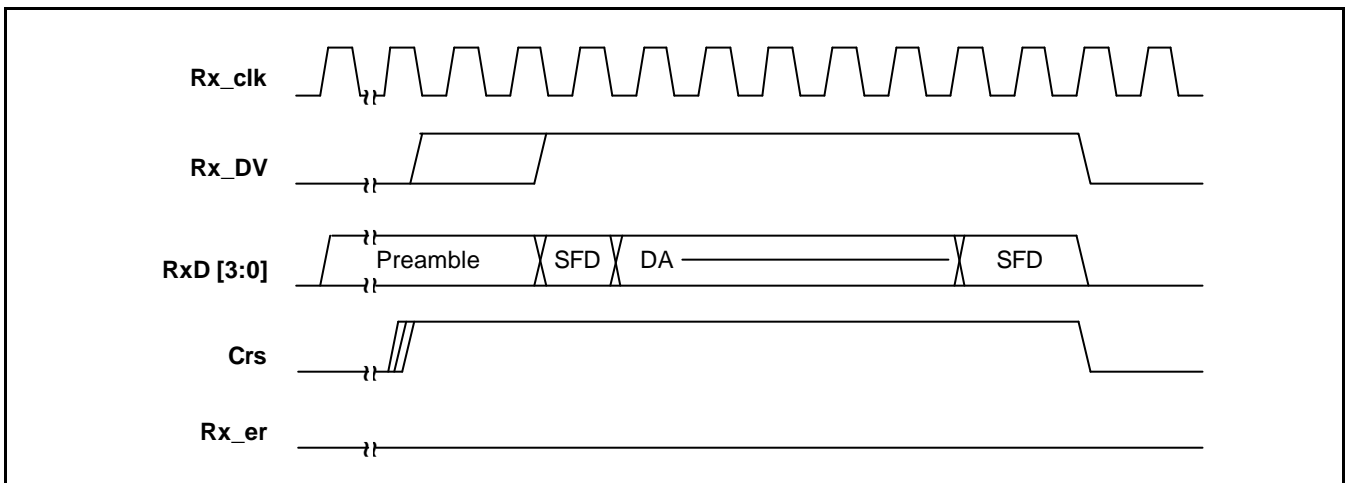 Rx_clk
Rx_DV
RxD [3:0] Preamble SFD DA SFD
Crs
Rx_er